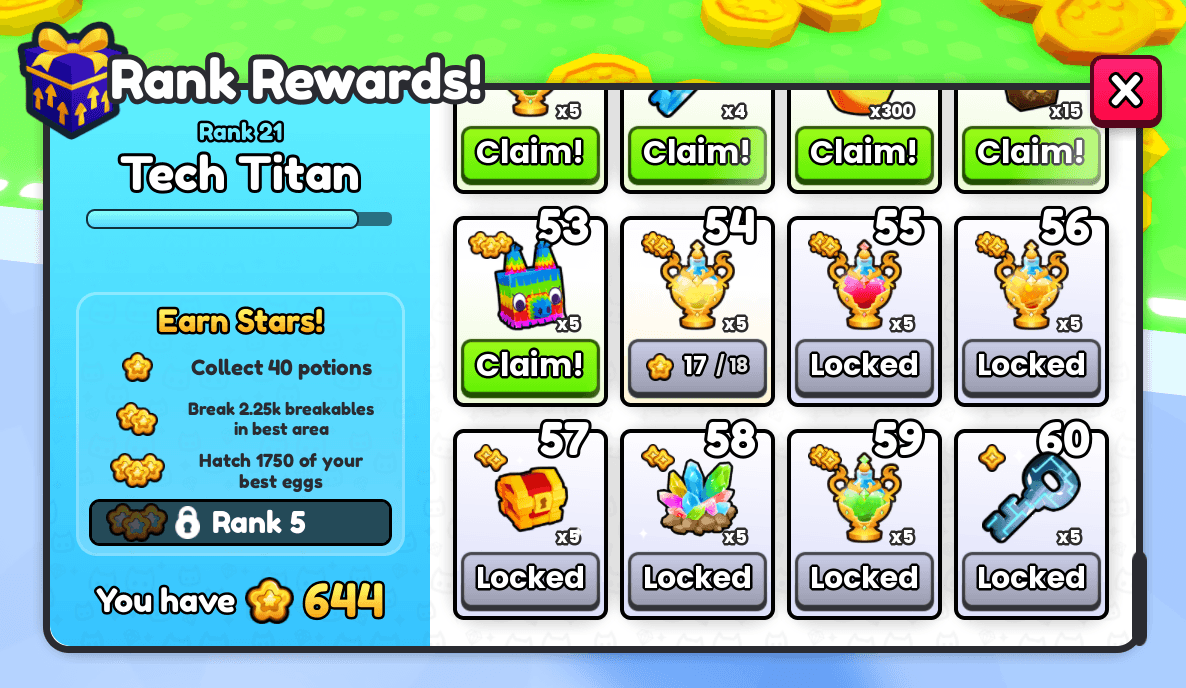 Rank Rewards!
X
Rank 21
Tech Titan
Earn Stars!
Collect 40 potions
Break 2.25k breakables
in best area
Hatch 1750 of your
best eggs
Rank 5
You have 644
x5 x4 x300 x15
Claim! Claim! Claim! Claim!
53 54 55 56
x5 x5 x5 x5
Claim! 17 / 18 Locked Locked
57 58 59 60
x5 x5 x5 x5
Locked Locked Locked Locked